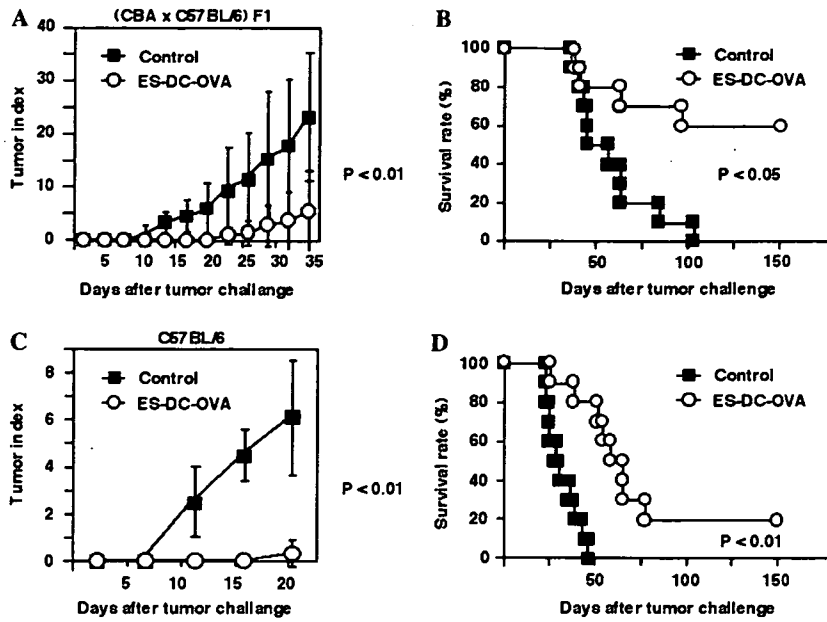 A
(CBA x C57BL/6) F1
Tumor index
40
30
20
10
0
Control
ES-DC-OVA
P < 0.01
5 10 15 20 25 30 35
Days after tumor challange
B
Survival rate (%)
100
80
60
40
20
0
Control
ES-DC-OVA
P < 0.05
50 100 150
Days after tumor challenge
C
C57BL/6
Tumor index
8
6
4
2
0
Control
ES-DC-OVA
P < 0.01
5 10 15 20
Days after tumor challange
D
Survival rate (%)
100
80
60
40
20
0
Control
ES-DC-OVA
P < 0.01
50 100 150
Days after tumor challenge